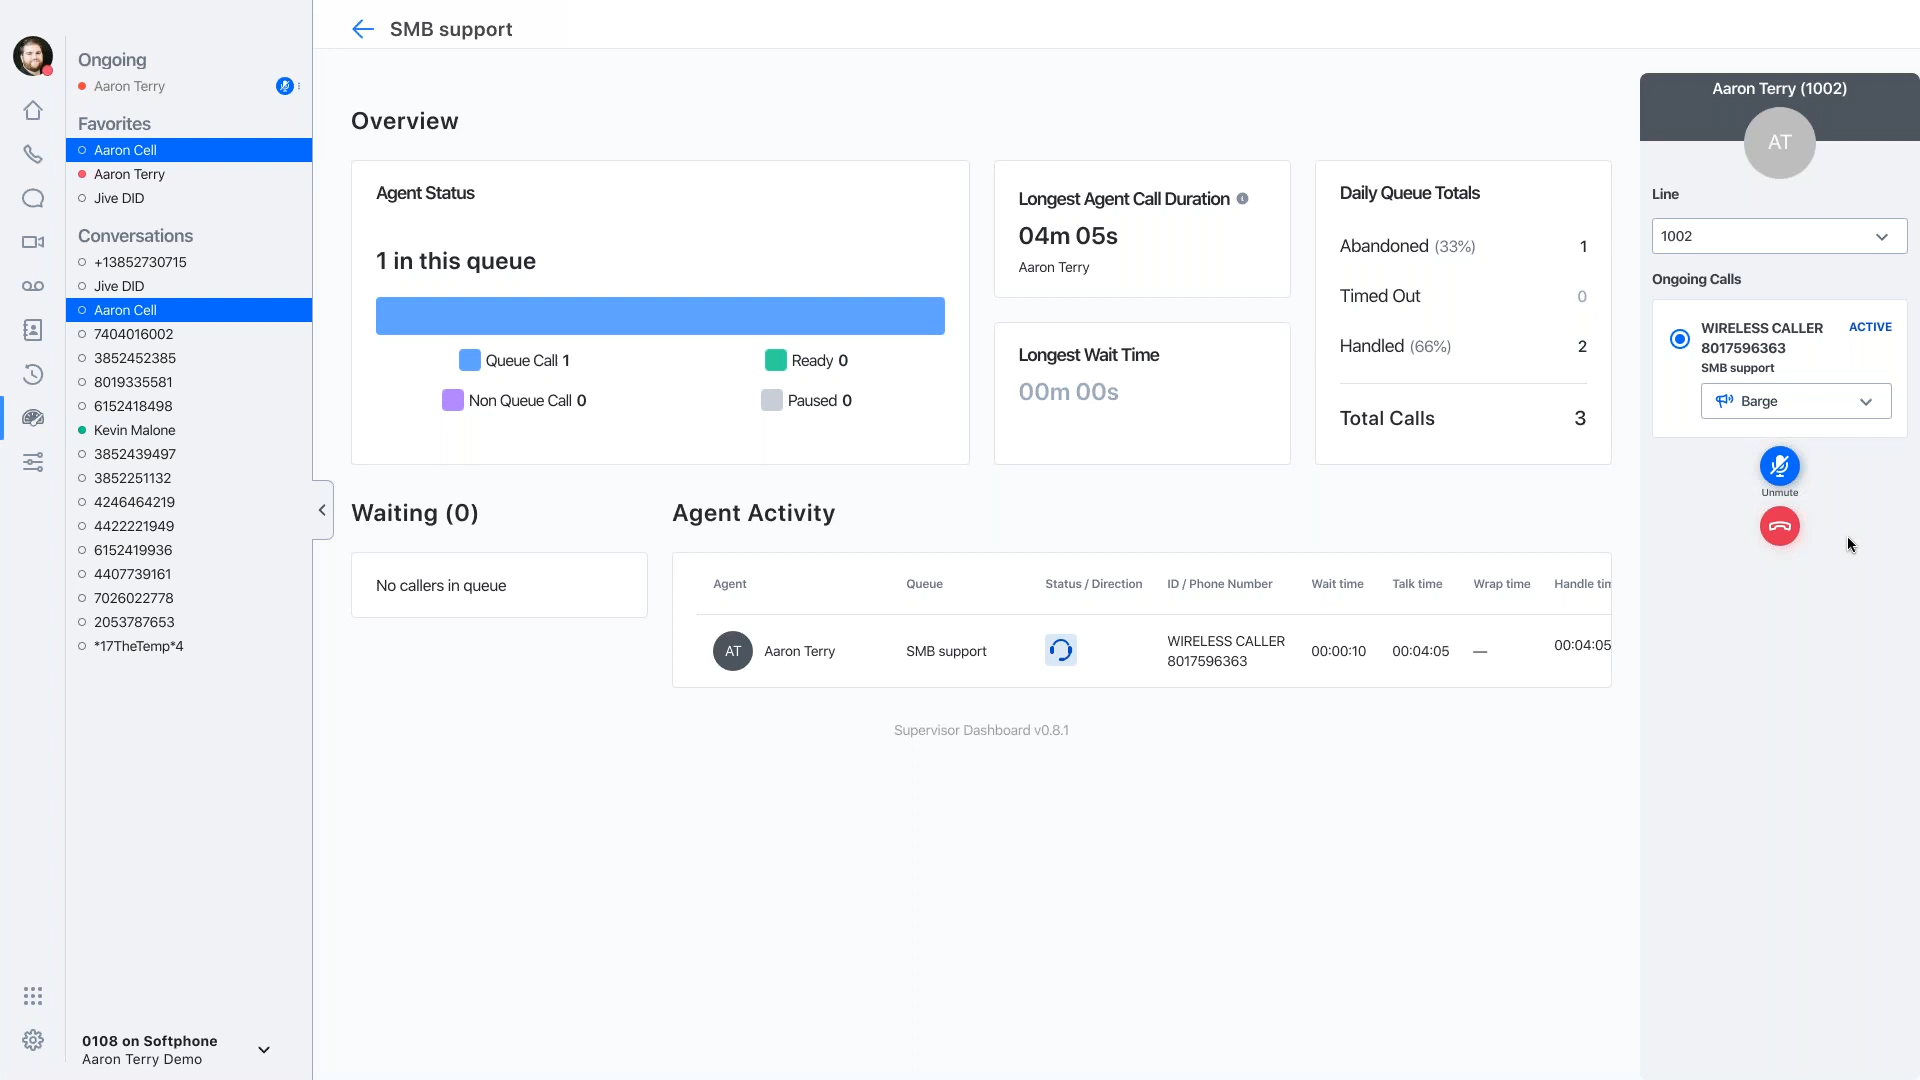 SMB support
Ongoing
Aaron Terry
Favorites
Aaron Cell
Aaron Terry
Jive DID
Conversations
+13852730715
Jive DID
Aaron Cell
7404016002
3852452385
8019335581
6152418498
Kevin Malone
3852439497
3852251132
4246464219
4422221949
6152419936
4407739161
7026022778
2053787653
*17TheTemp*4
0108 on Softphone
Aaron Terry Demo
Overview
Agent Status
1 in this queue
Queue Call 1
Ready 0
Non Queue Call 0
Paused 0
Longest Agent Call Duration
04m 05s
Aaron Terry
Longest Wait Time
00m 00s
Daily Queue Totals
Abandoned (33%) 1
Timed Out 0
Handled (66%) 2
Total Calls 3
Waiting (0)
No callers in queue
Agent Activity
Agent Queue Status / Direction ID / Phone Number Wait time Talk time Wrap time Handle tim
AT Aaron Terry SMB support WIRELESS CALLER 00:00:10 00:04:05 — 00:04:05
8017596363
Supervisor Dashboard v0.8.1
Aaron Terry (1002)
AT
Line
1002
Ongoing Calls
WIRELESS CALLER ACTIVE
8017596363
SMB support
Barge
Unmute